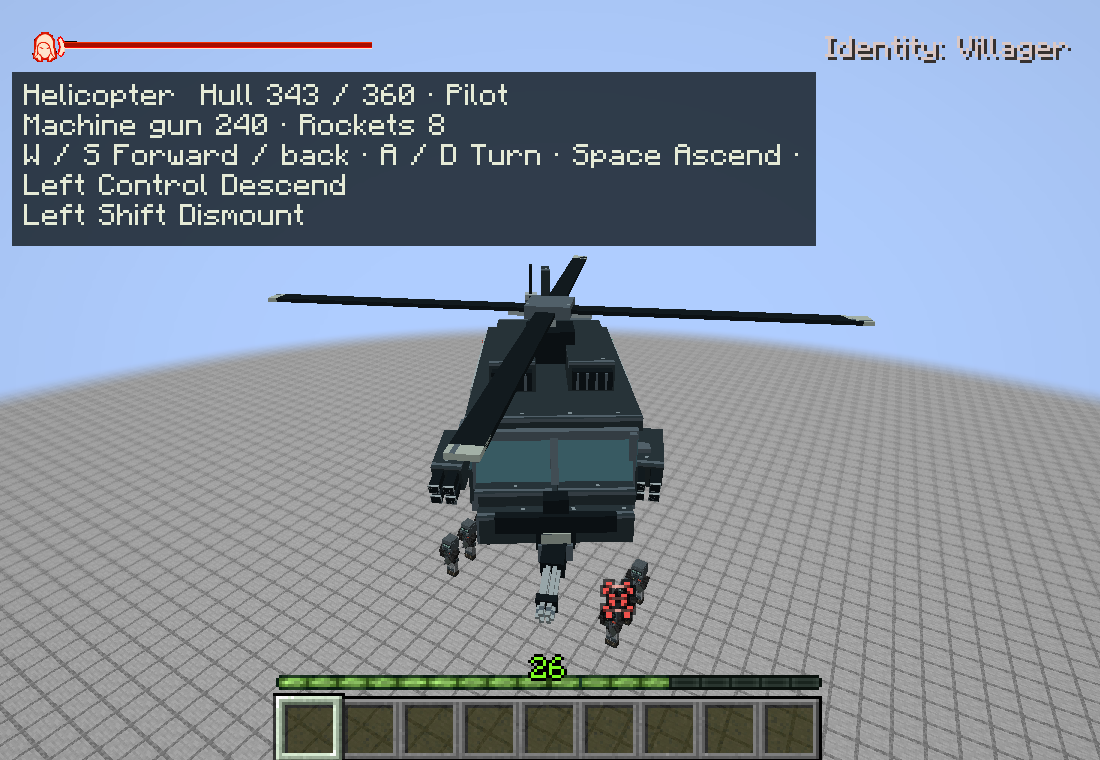 Identity: Villager
Helicopter  Hull 343 / 360 · Pilot
Machine gun 240 · Rockets 8
W / S Forward / back · A / D Turn · Space Ascend ·
Left Control Descend
Left Shift Dismount
26